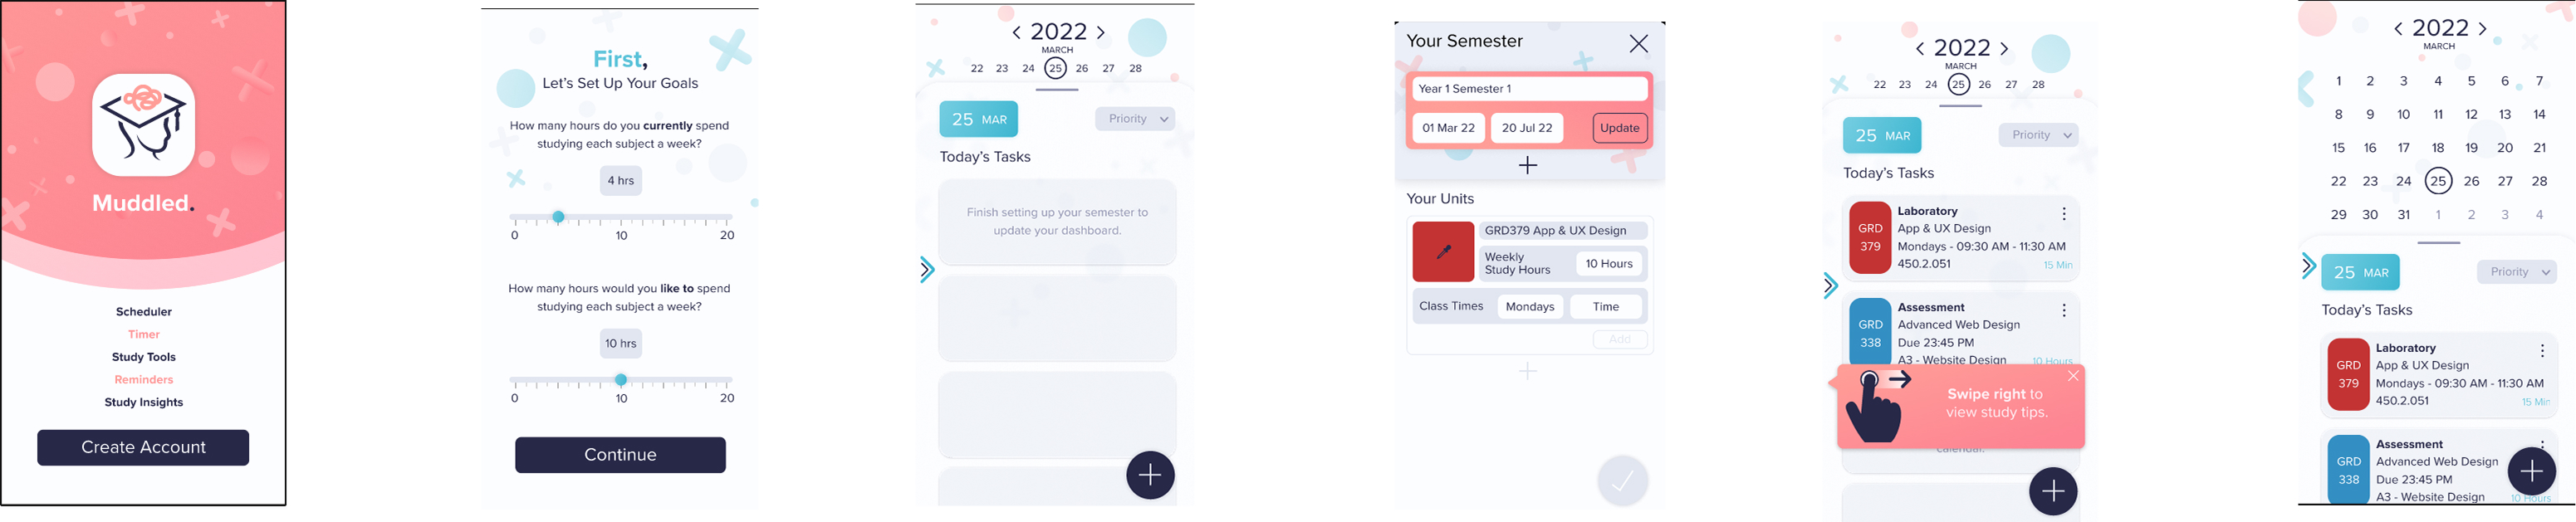 Muddled.
Scheduler
Timer
Study Tools
Reminders
Study Insights
Create Account
First,
Let's Set Up Your Goals
How many hours do you currently spend
studying each subject a week?
4 hrs
0 10 20
How many hours would you like to spend
studying each subject a week?
10 hrs
0 10 20
Continue
< 2022 >
MARCH
22 23 24 25 26 27 28
25 MAR
Priority
Today's Tasks
Finish setting up your semester to
update your dashboard.
Your Semester
Year 1 Semester 1
01 Mar 22 20 Jul 22 Update
Your Units
GRD379 App & UX Design
Weekly
Study Hours
10 Hours
Class Times Mondays Time
Add
< 2022 >
MARCH
22 23 24 25 26 27 28
25 MAR
Priority
Today's Tasks
GRD
379
Laboratory
App & UX Design
Mondays - 09:30 AM - 11:30 AM
450.2.051
15 Min
GRD
338
Assessment
Advanced Web Design
Due 23:45 PM
A3 - Website Design
10 Hours
Swipe right to
view study tips.
calendar.
< 2022 >
MARCH
1 2 3 4 5 6 7
8 9 10 11 12 13 14
15 16 17 18 19 20 21
22 23 24 25 26 27 28
29 30 31 1 2 3 4
25 MAR
Priority
Today's Tasks
GRD
379
Laboratory
App & UX Design
Mondays - 09:30 AM - 11:30 AM
450.2.051
15 Min
GRD
338
Assessment
Advanced Web Design
Due 23:45 PM
A3 - Website Design
10 Hours